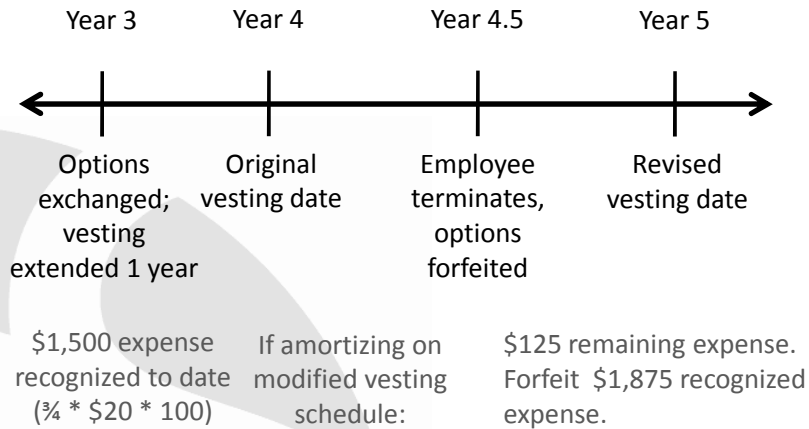 Year 3
Year 4
Year 4.5
Year 5
Options
exchanged;
vesting
extended 1 year
Original
vesting date
Employee
terminates,
options
forfeited
Revised
vesting date
$1,500 expense
recognized to date
(¾ * $20 * 100)
If amortizing on
modified vesting
schedule:
$125 remaining expense.
Forfeit $1,875 recognized
expense.